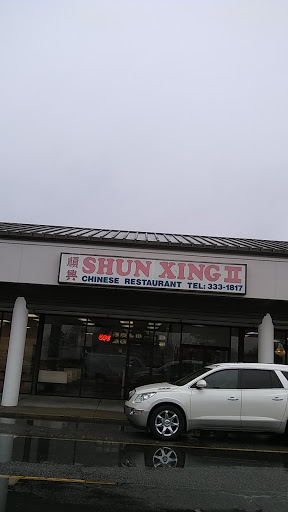 順興
SHUN XING II
CHINESE RESTAURANT TEL: 333-1817